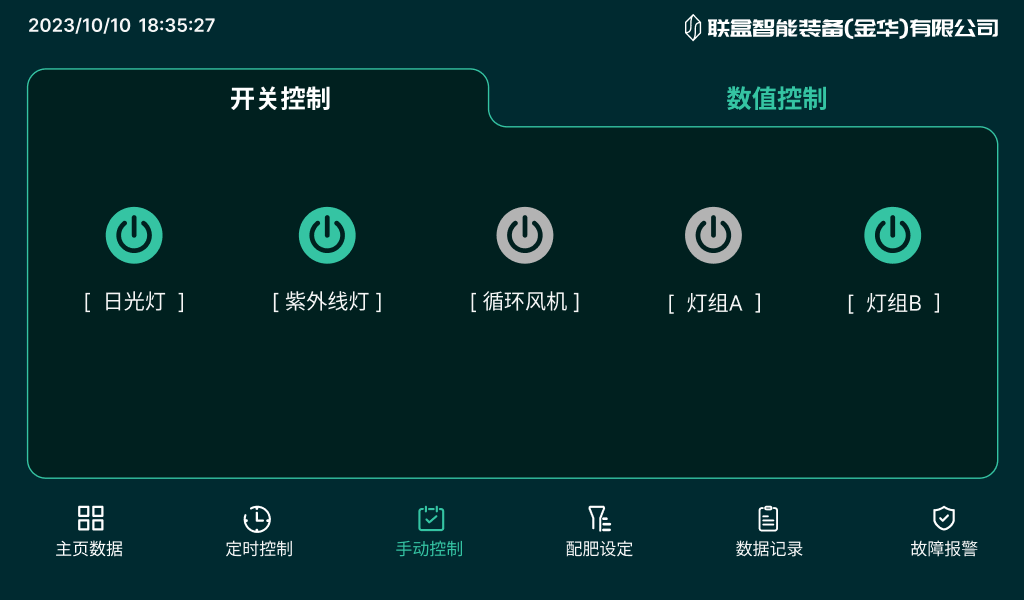 2023/10/10 18:35:27
联盒智能装备(金华)有限公司
开关控制
数值控制
[ 日光灯 ]
[ 紫外线灯 ]
[ 循环风机 ]
[ 灯组A ]
[ 灯组B ]
主页数据
定时控制
手动控制
配肥设定
数据记录
故障报警